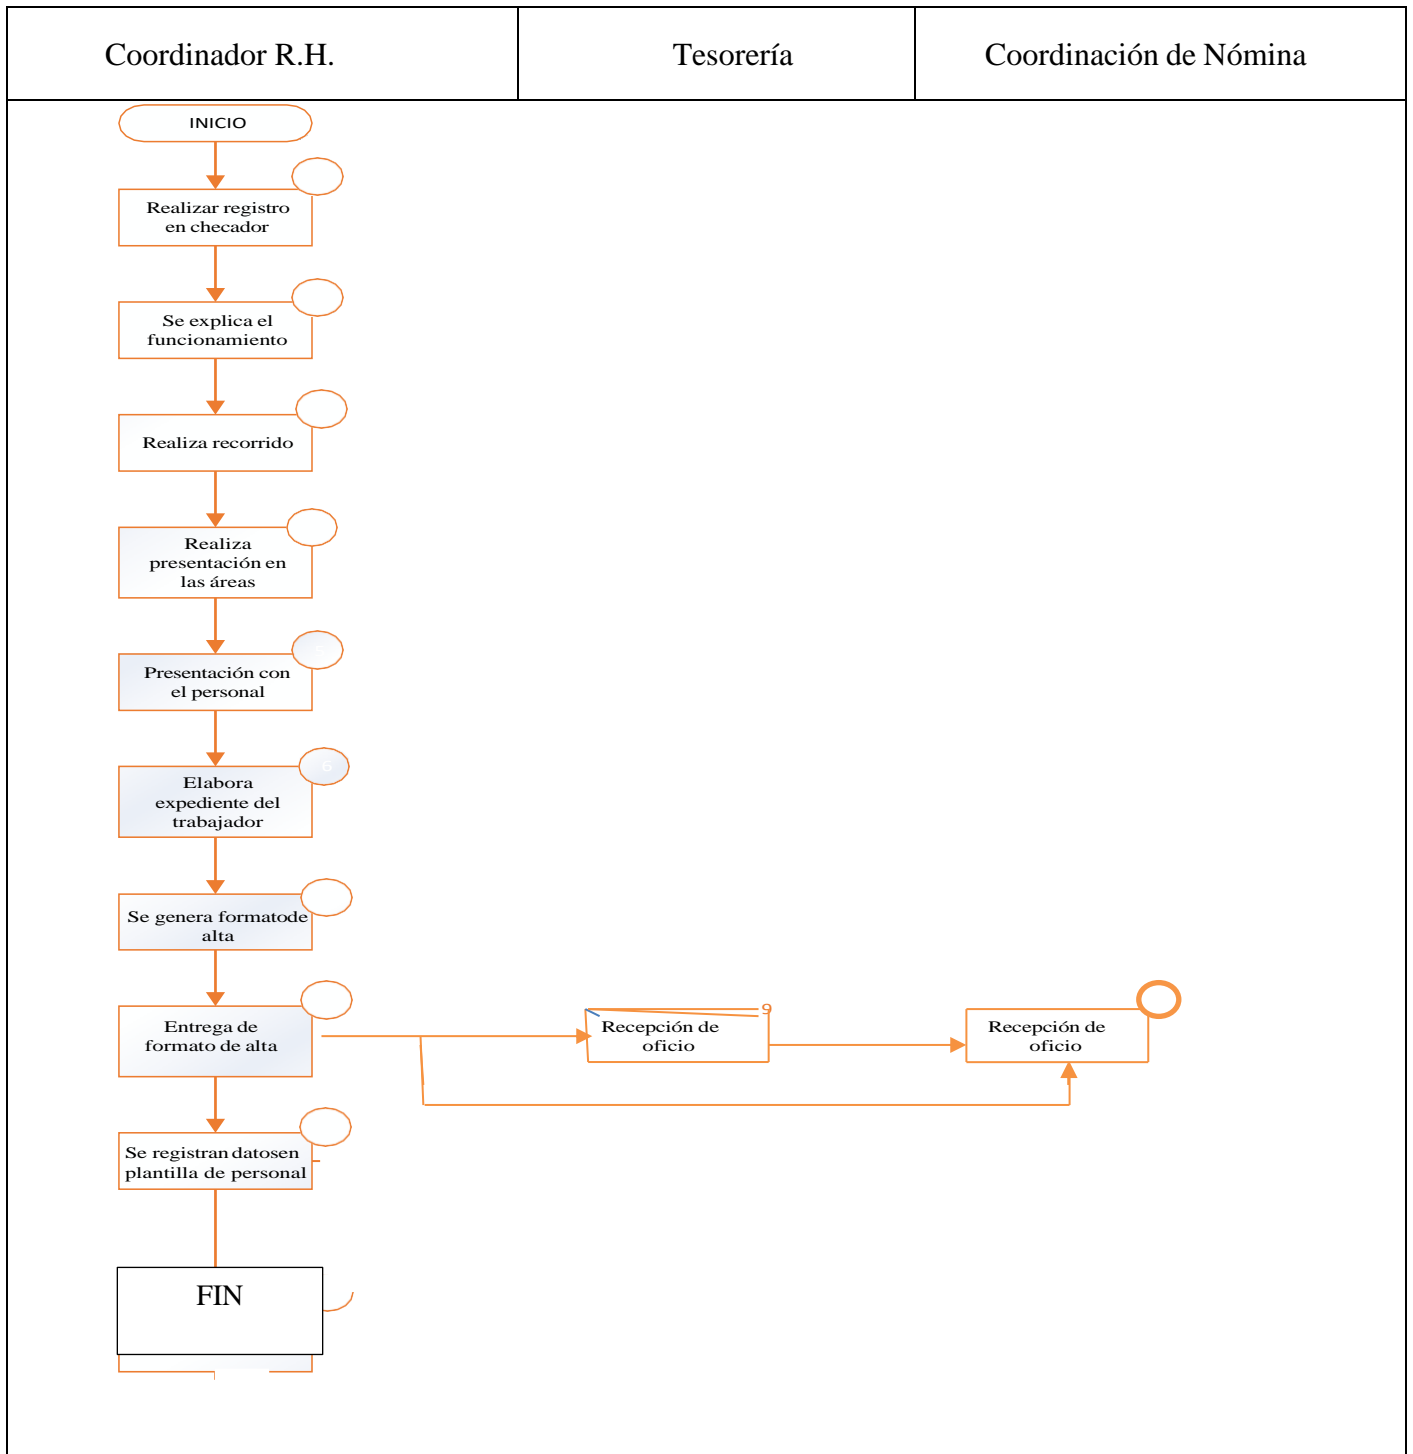 Coordinador R.H.
Tesorería
Coordinación de Nómina
INICIO
Realizar registro
en checador
Se explica el
funcionamiento
Realiza recorrido
Realiza
presentación en
las áreas
Presentación con
el personal
6
Elabora
expediente del
trabajador
Se genera formatode
alta
Entrega de
formato de alta
9
Recepción de
oficio
Recepción de
oficio
Se registran datosen
plantilla de personal
FIN